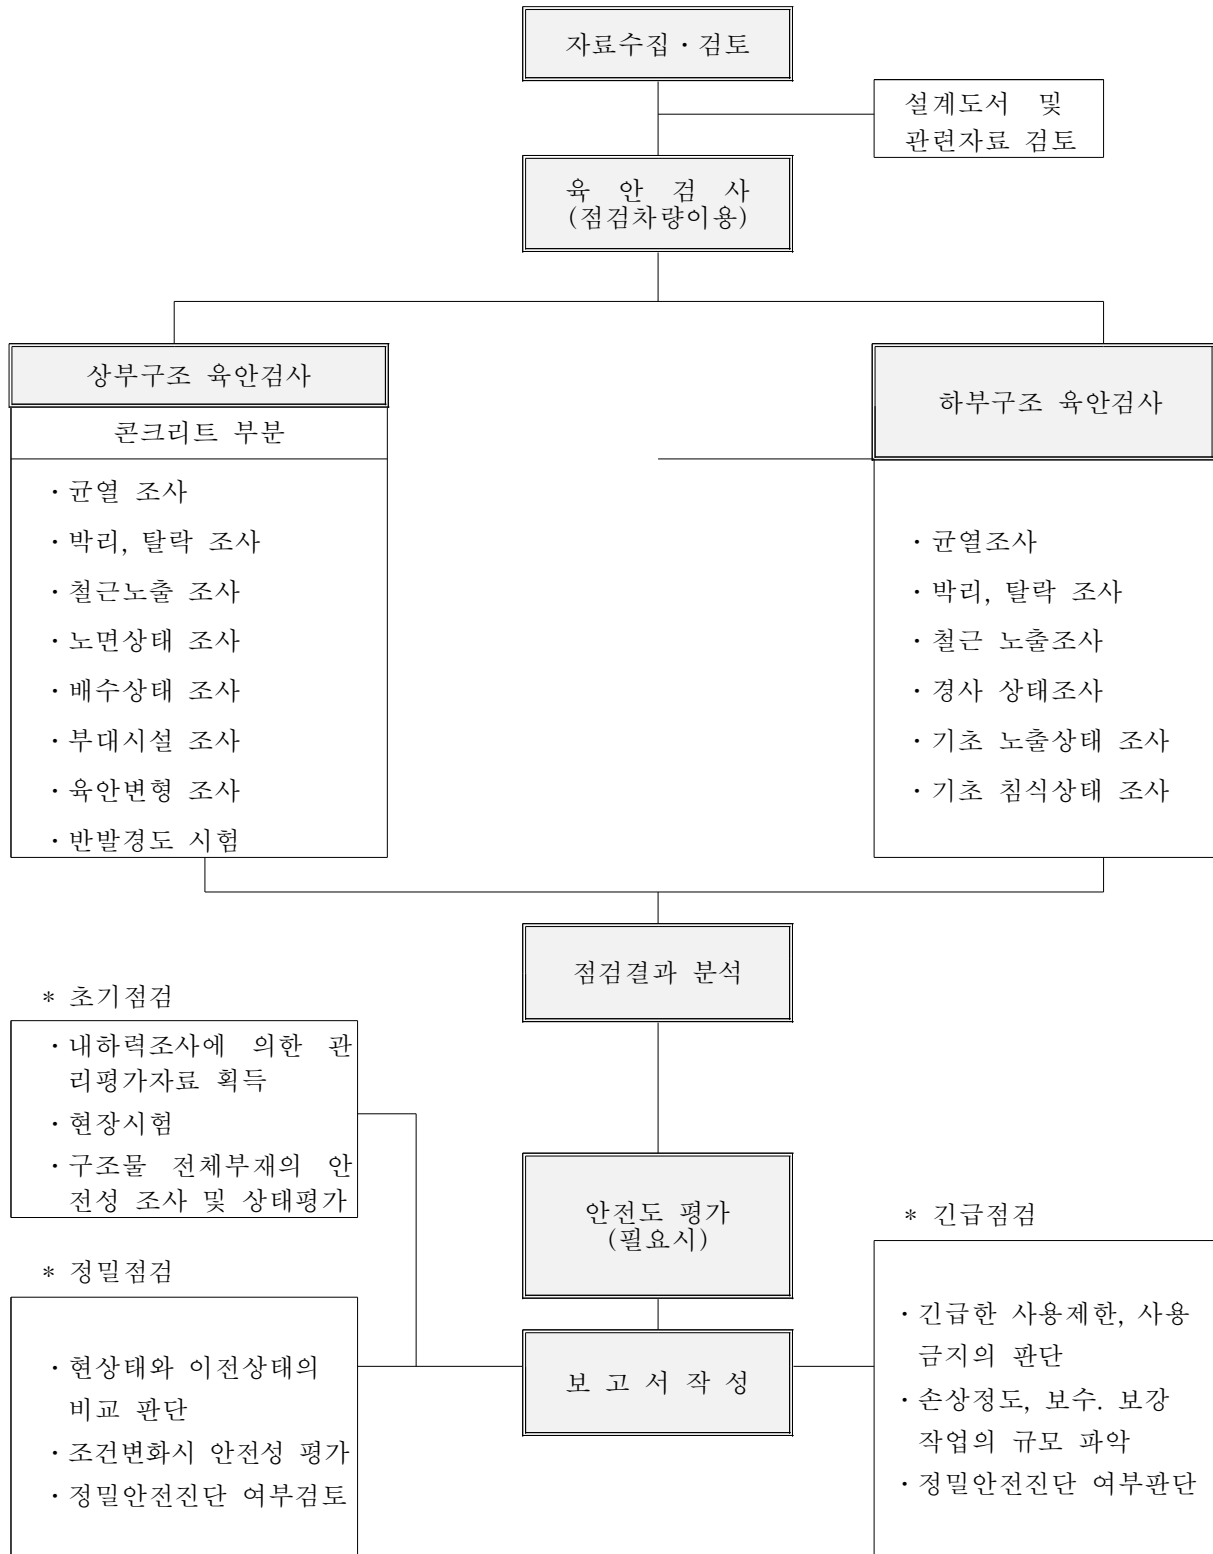 자료수집·검토
설계도서 및
관련자료 검토
육 안 검 사
(점검차량이용)
상부구조 육안검사
콘크리트 부분
·균열 조사
·박리, 탈락 조사
·철근노출 조사
·노면상태 조사
·배수상태 조사
·부대시설 조사
·육안변형 조사
·반발경도 시험
하부구조 육안검사
·균열조사
·박리, 탈락 조사
·철근 노출조사
·경사 상태조사
·기초 노출상태 조사
·기초 침식상태 조사
점검결과 분석
* 초기점검
·내하력조사에 의한 관
리평가자료 획득
·현장시험
·구조물 전체부재의 안
전성 조사 및 상태평가
안전도 평가
(필요시)
* 정밀점검
·현상태와 이전상태의
비교 판단
·조건변화시 안전성 평가
·정밀안전진단 여부검토
보 고 서 작 성
* 긴급점검
·긴급한 사용제한, 사용
금지의 판단
·손상정도, 보수. 보강
작업의 규모 파악
·정밀안전진단 여부판단